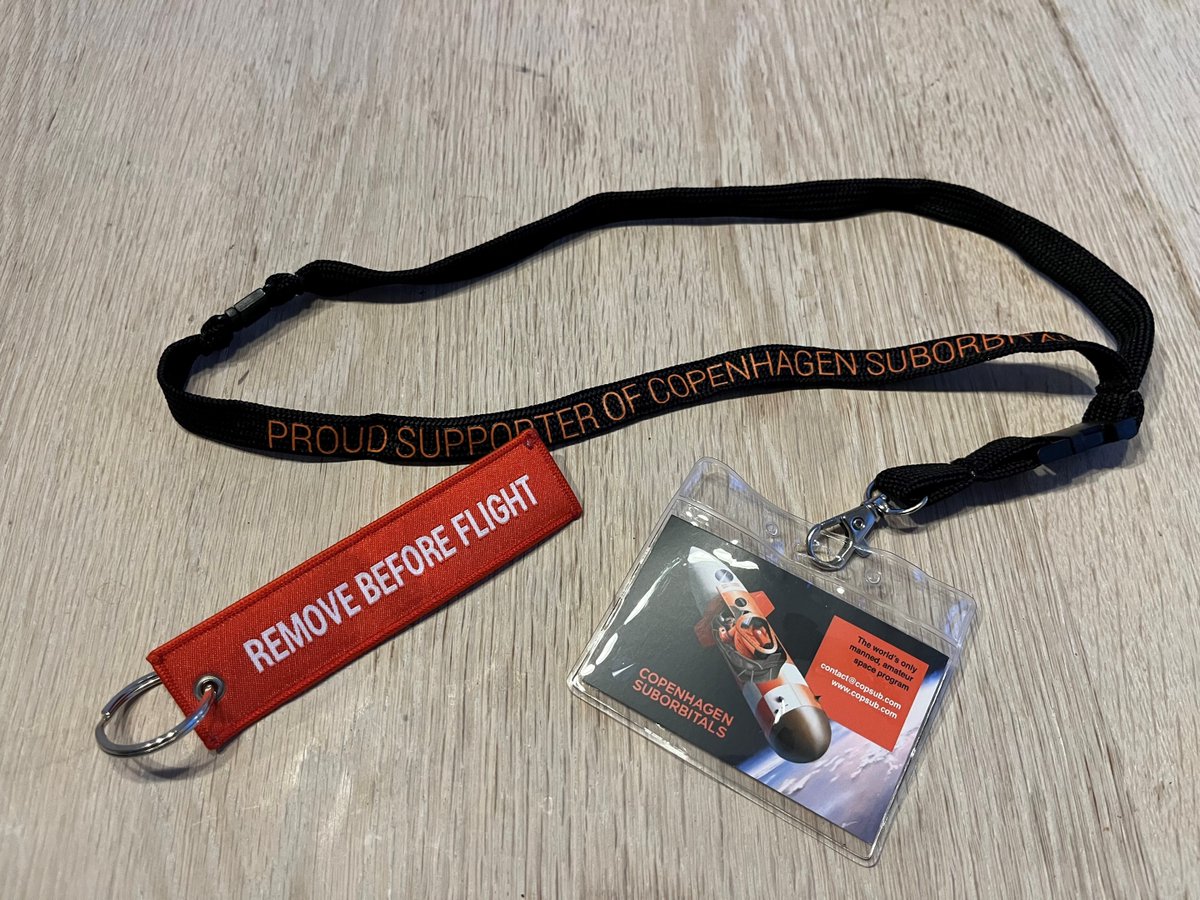 PROUD SUPPORTER OF COPENHAGEN SUBORBITALS
REMOVE BEFORE FLIGHT
COPENHAGEN
SUBORBITALS
The world's only
manned, amateur
space program
contact@copsub.com
www.copsub.com